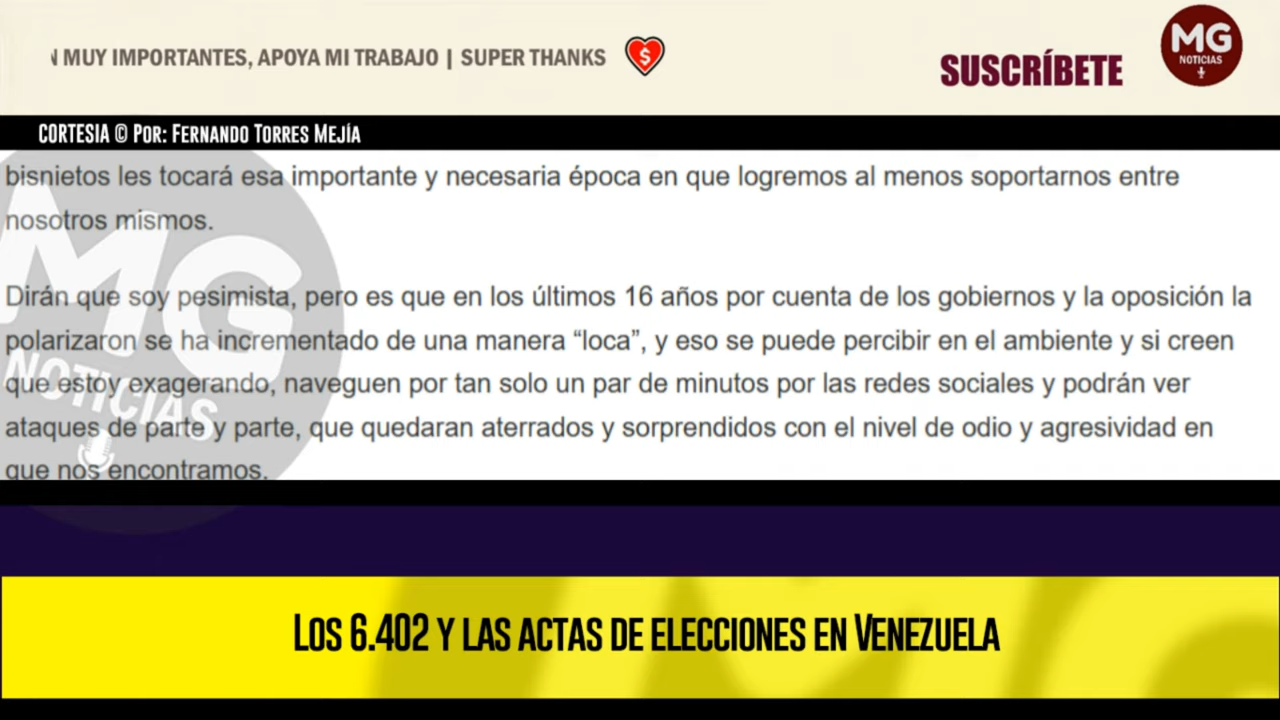 MUY IMPORTANTES, APOYA MI TRABAJO | SUPER THANKS
$
SUSCRÍBETE
MG
NOTICIAS
CORTESIA © POR: FERNANDO TORRES MEJÍA
bisnietos les tocará esa importante y necesaria época en que logremos al menos soportarnos entre
nosotros mismos.
Dirán que soy pesimista, pero es que en los últimos 16 años por cuenta de los gobiernos y la oposición la
polarizaron se ha incrementado de una manera “loca”, y eso se puede percibir en el ambiente y si creen
que estoy exagerando, naveguen por tan solo un par de minutos por las redes sociales y podrán ver
ataques de parte y parte, que quedaran aterrados y sorprendidos con el nivel de odio y agresividad en
que nos encontramos.
MG
NOTICIAS
LOS 6.402 Y LAS ACTAS DE ELECCIONES EN VENEZUELA